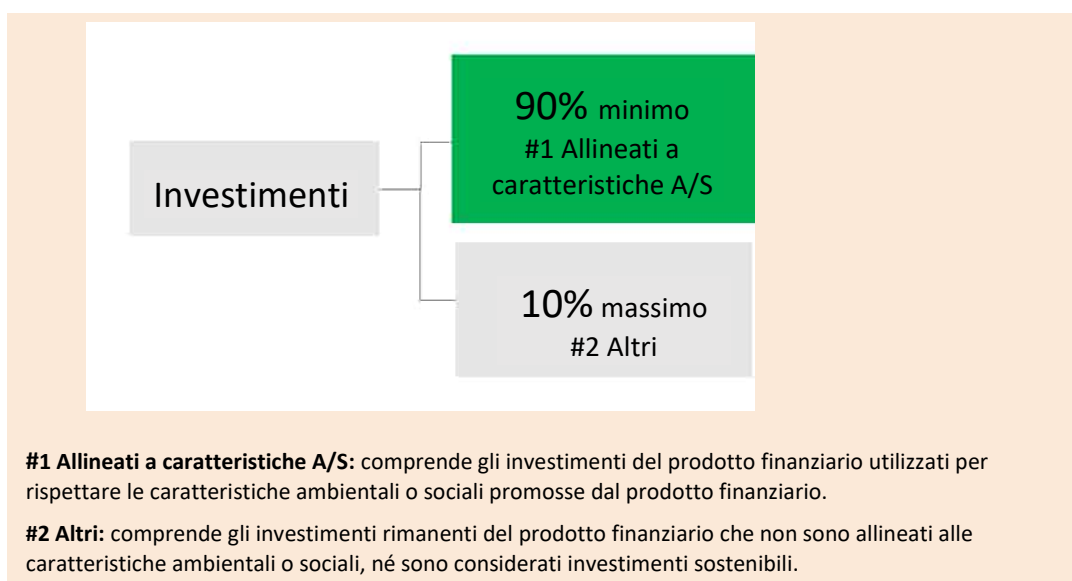 90% minimo
#1 Allineati a
caratteristiche A/S
Investimenti
10% massimo
#2 Altri
#1 Allineati a caratteristiche A/S: comprende gli investimenti del prodotto finanziario utilizzati per
rispettare le caratteristiche ambientali o sociali promosse dal prodotto finanziario.
#2 Altri: comprende gli investimenti rimanenti del prodotto finanziario che non sono allineati alle
caratteristiche ambientali o sociali, né sono considerati investimenti sostenibili.